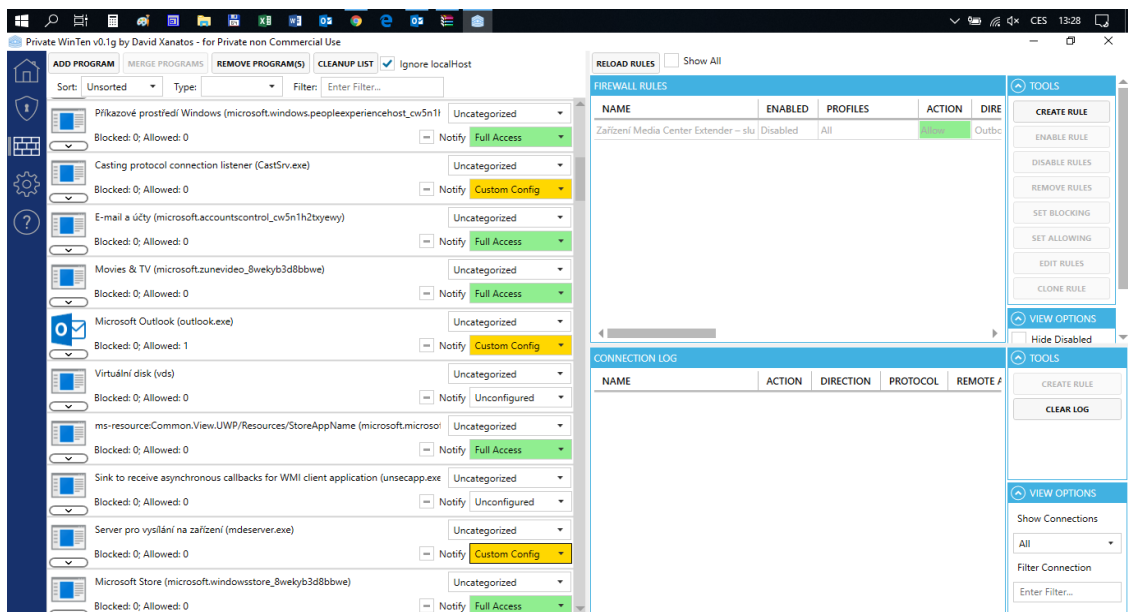 CES 13:28
Private WinTen v0.1g by David Xanatos - for Private non Commercial Use
ADD PROGRAM MERGE PROGRAMS REMOVE PROGRAM(S) CLEANUP LIST Ignore localHost
Sort: Unsorted Type: Filter: Enter Filter...
Příkazové prostředí Windows (microsoft.windows.peopleexperiencehost_cw5n1h Uncategorized
Blocked: 0; Allowed: 0 Notify Full Access
Casting protocol connection listener (CastSrv.exe) Uncategorized
Blocked: 0; Allowed: 0 Notify Custom Config
E-mail a účty (microsoft.accountscontrol_cw5n1h2txyewy) Uncategorized
Blocked: 0; Allowed: 0 Notify Full Access
Movies & TV (microsoft.zunevideo_8wekyb3d8bbwe) Uncategorized
Blocked: 0; Allowed: 0 Notify Full Access
Microsoft Outlook (outlook.exe) Uncategorized
Blocked: 0; Allowed: 1 Notify Custom Config
Virtuální disk (vds) Uncategorized
Blocked: 0; Allowed: 0 Notify Unconfigured
ms-resource:Common.View.UWP/Resources/StoreAppName (microsoft.microsof Uncategorized
Blocked: 0; Allowed: 0 Notify Full Access
Sink to receive asynchronous callbacks for WMI client application (unsecapp.exe Uncategorized
Blocked: 0; Allowed: 0 Notify Unconfigured
Server pro vysílání na zařízení (mdeserver.exe) Uncategorized
Blocked: 0; Allowed: 0 Notify Custom Config
Microsoft Store (microsoft.windowsstore_8wekyb3d8bbwe) Uncategorized
Blocked: 0; Allowed: 0 Notify Full Access
RELOAD RULES Show All
FIREWALL RULES
NAME ENABLED PROFILES ACTION DIRE
Zařízení Media Center Extender – slu Disabled All Allow Outbc
TOOLS
CREATE RULE
ENABLE RULE
DISABLE RULES
REMOVE RULES
SET BLOCKING
SET ALLOWING
EDIT RULES
CLONE RULE
VIEW OPTIONS
Hide Disabled
CONNECTION LOG
NAME ACTION DIRECTION PROTOCOL REMOTE A
TOOLS
CREATE RULE
CLEAR LOG
VIEW OPTIONS
Show Connections
All
Filter Connection
Enter Filter...